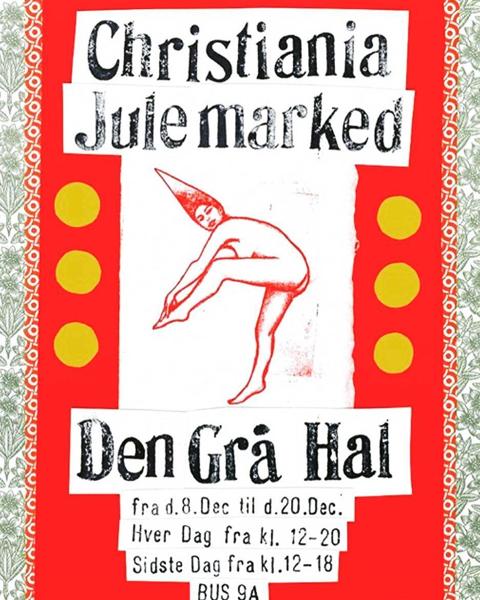 Christiania
Julemarked
Den Grå Hal
fra d.8.Dec til d.20.Dec.
Hver Dag fra kl. 12-20
Sidste Dag fra kl.12-18
BUS 9A